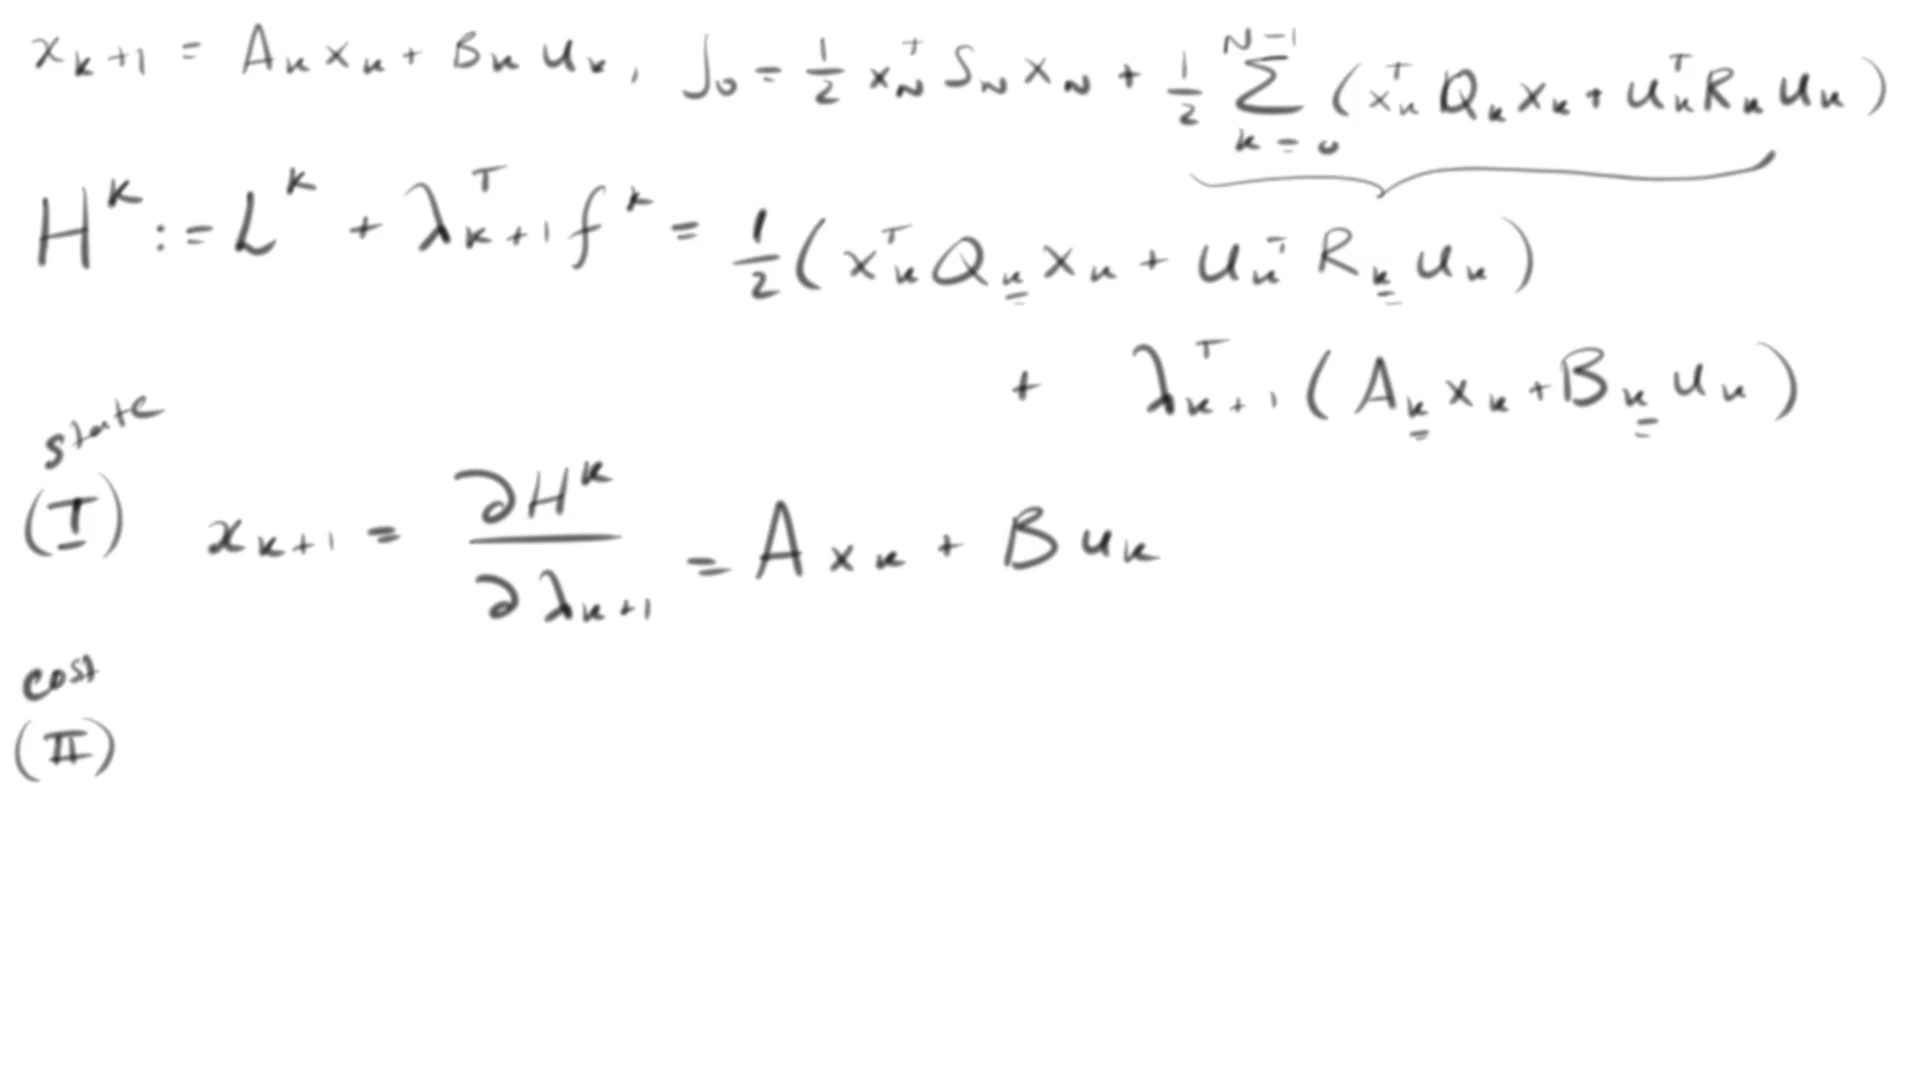 x_{k+1} = A_k x_k + B_k u_k , J_0 = 1/2 x_N^T S_N x_N + 1/2 Σ_{k=0}^{N-1} (x_k^T Q_k x_k + u_k^T R_k u_k)
H^k := L^k + λ_{k+1}^T f^k = 1/2 (x_k^T Q_k x_k + u_k^T R_k u_k)
+ λ_{k+1}^T (A_k x_k + B_k u_k)
state
(I) x_{k+1} = ∂H^k / ∂λ_{k+1} = A x_k + B u_k
cost
(II)